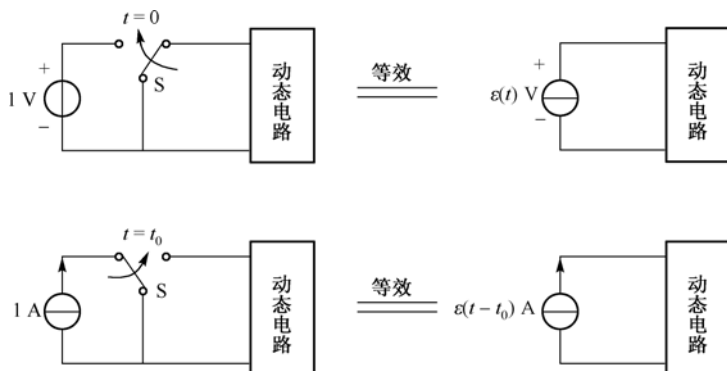 t = 0
+
1 V
−
S
动态电路
等效
+
ε(t) V
−
动态电路
t = t₀
1 A
S
动态电路
等效
ε(t − t₀) A
动态电路